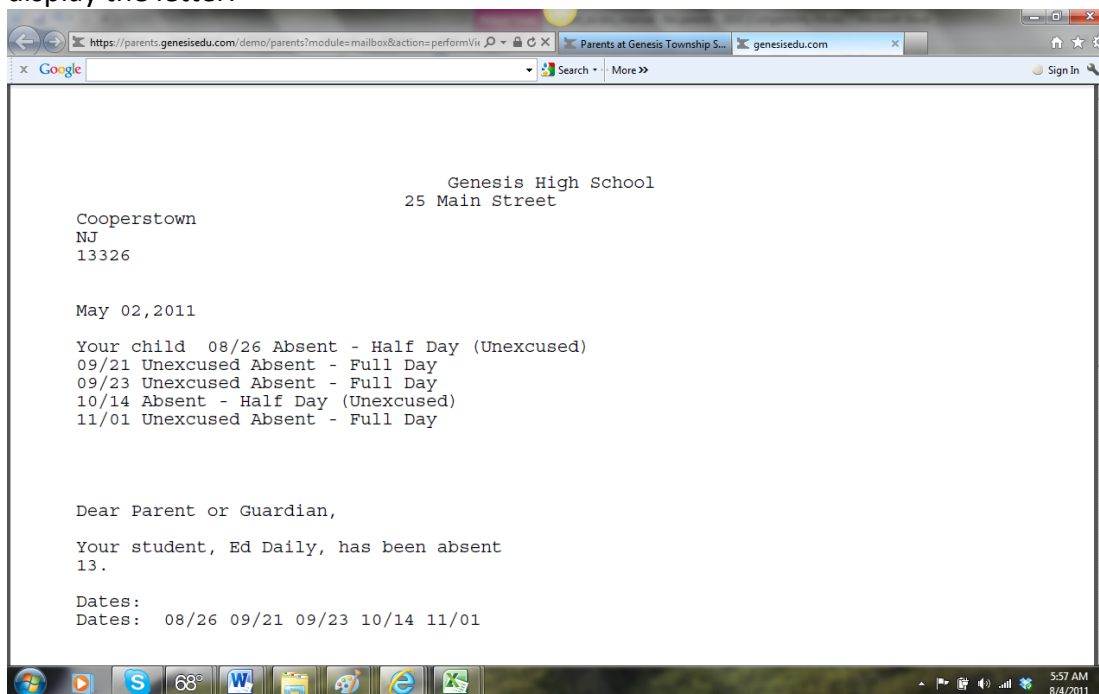 display the letter.
https://parents.genesisedu.com/demo/parents?module=mailbox&action=performVie
Parents at Genesis Township S...
genesisedu.com
x Google
Search
More >>
Sign In
Genesis High School
25 Main Street
Cooperstown
NJ
13326
May 02,2011
Your child 08/26 Absent - Half Day (Unexcused)
09/21 Unexcused Absent - Full Day
09/23 Unexcused Absent - Full Day
10/14 Absent - Half Day (Unexcused)
11/01 Unexcused Absent - Full Day
Dear Parent or Guardian,
Your student, Ed Daily, has been absent
13.
Dates:
Dates: 08/26 09/21 09/23 10/14 11/01
68°
5:57 AM
8/4/2011